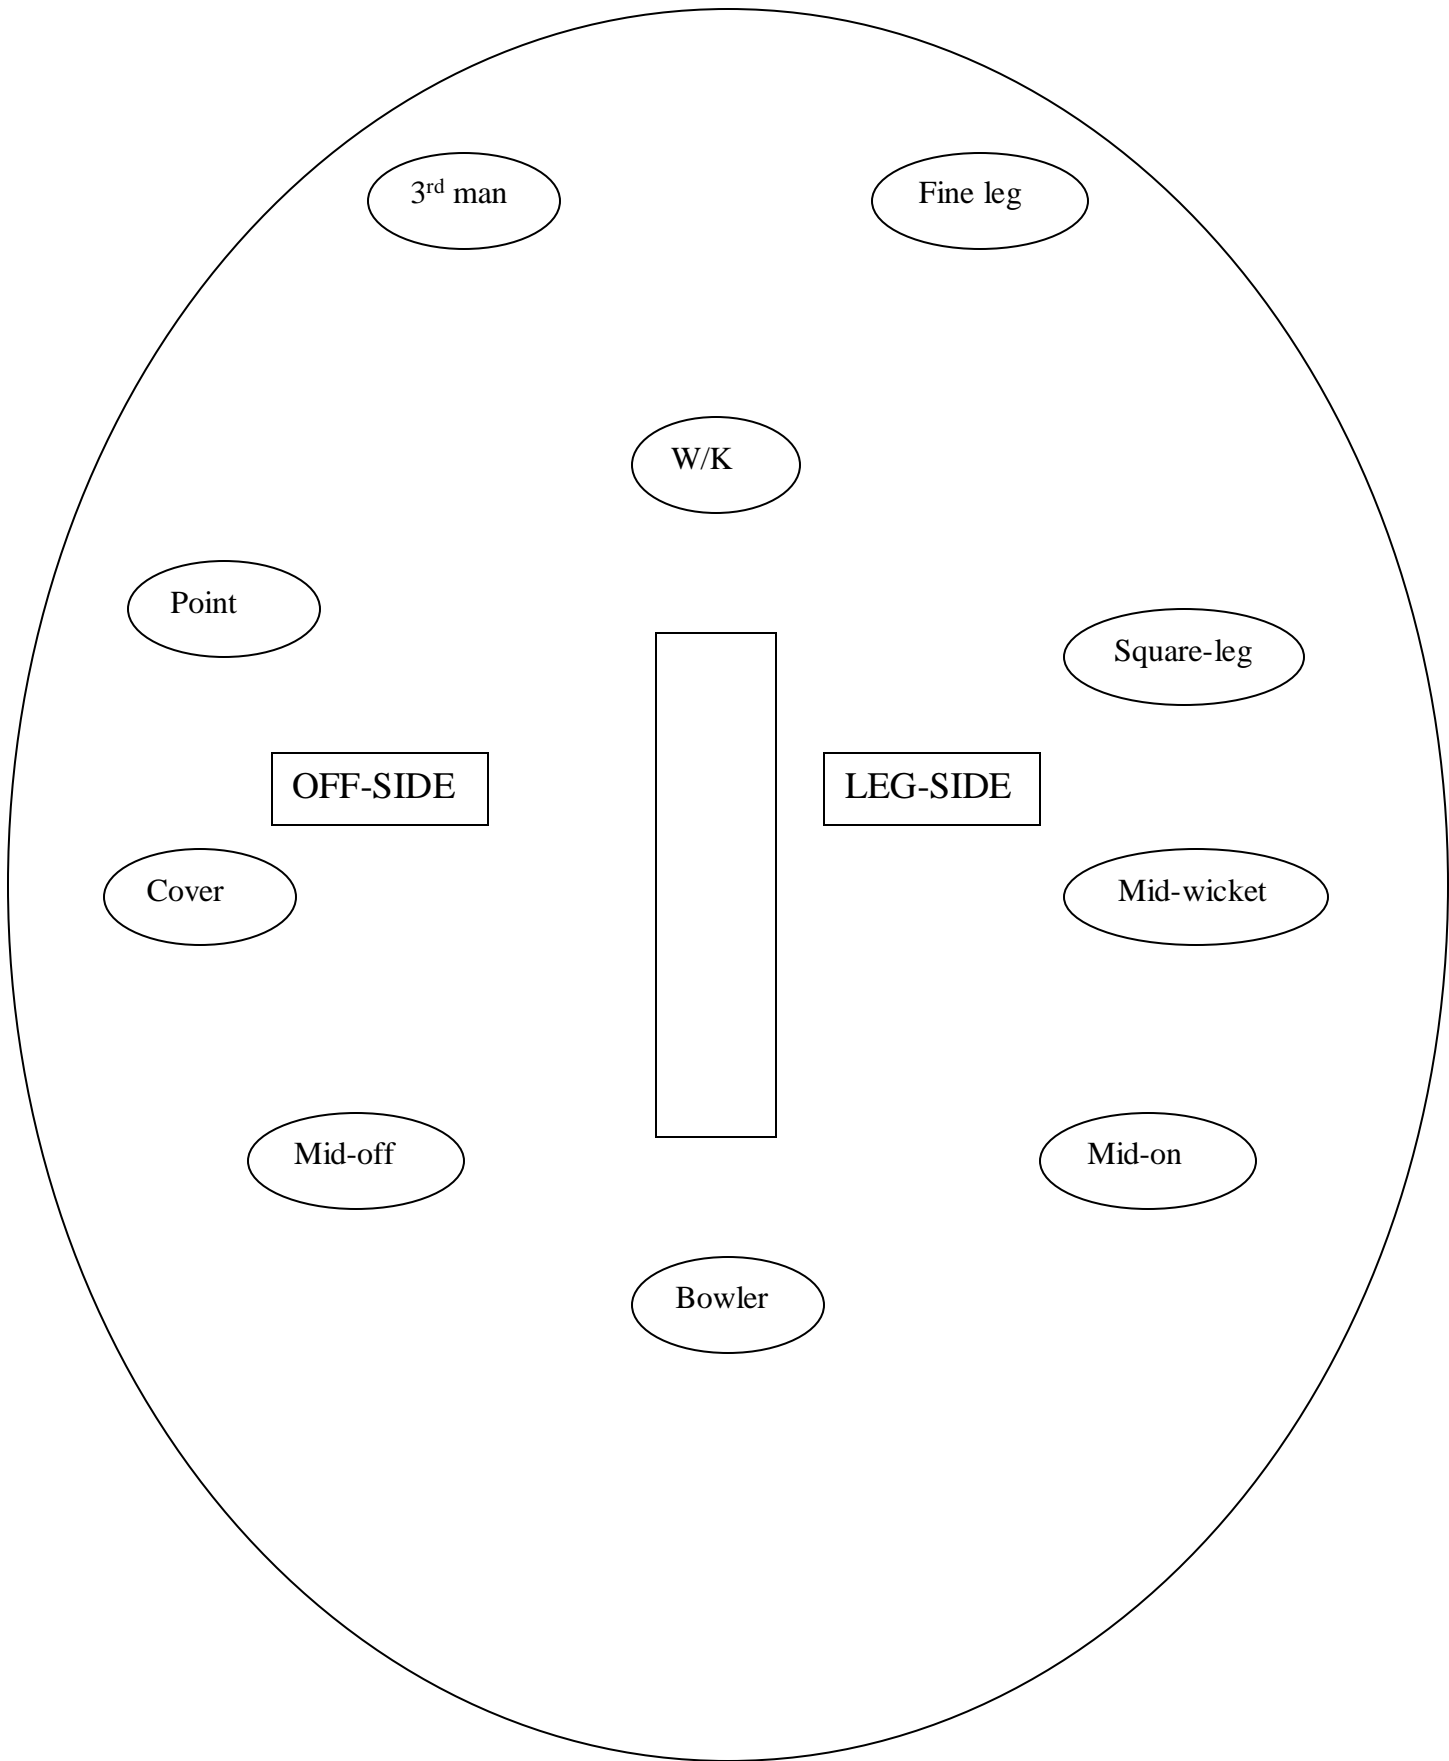 3rd man
Fine leg
W/K
Point
Square-leg
OFF-SIDE
LEG-SIDE
Cover
Mid-wicket
Mid-off
Mid-on
Bowler